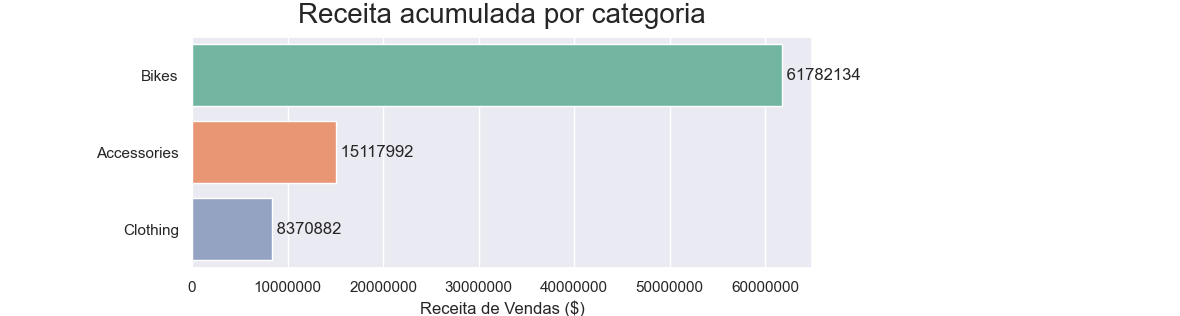 Receita acumulada por categoria
Bikes
61782134
Accessories
15117992
Clothing
8370882
0 10000000 20000000 30000000 40000000 50000000 60000000
Receita de Vendas ($)